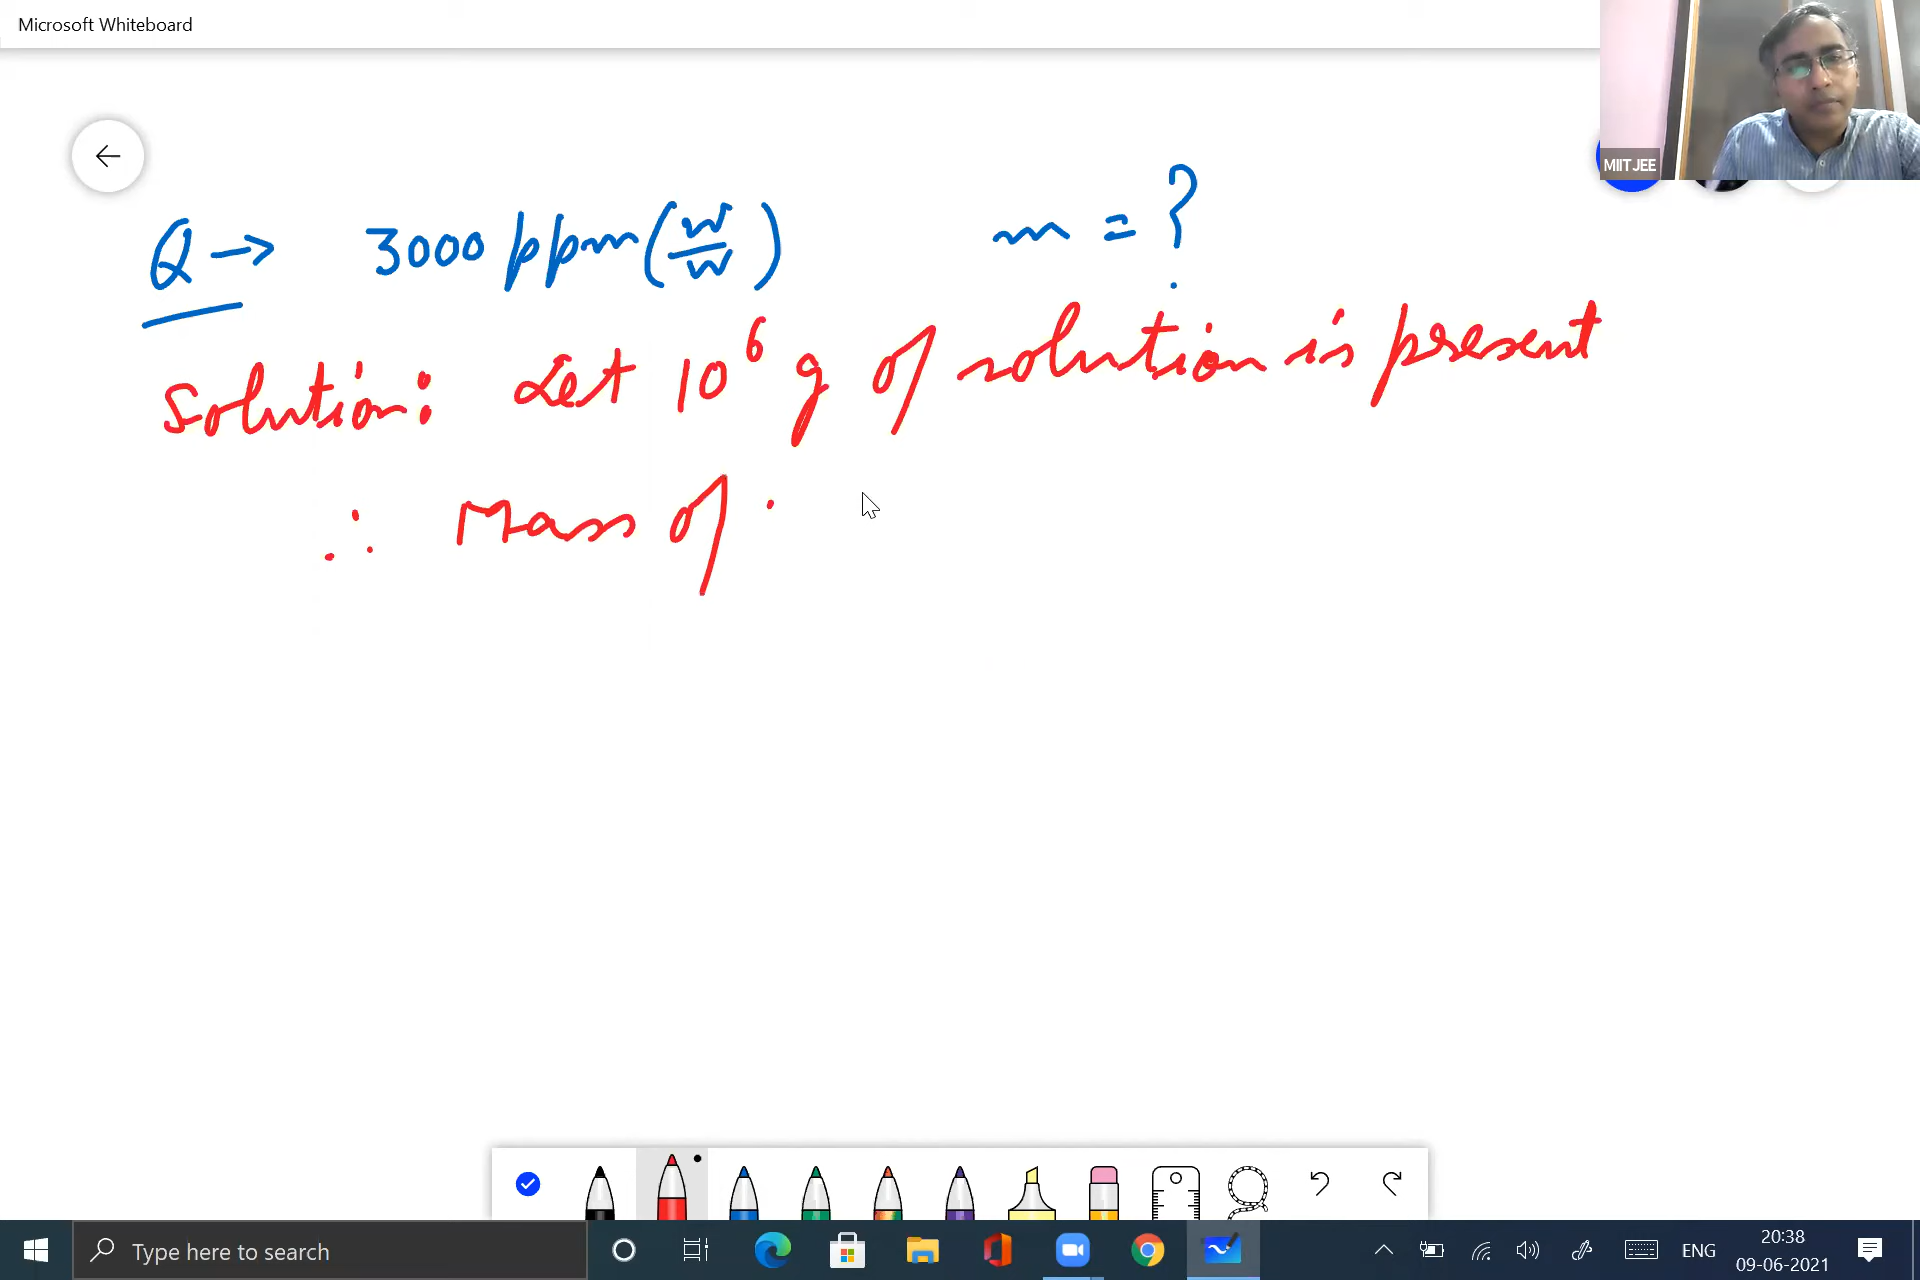 Microsoft Whiteboard
MIIT JEE
Q → 3000 ppm (w/w) m = ?
Solution: Let 10⁶ g of solution is present
∴ Mass of
Type here to search
ENG
20:38
09-06-2021